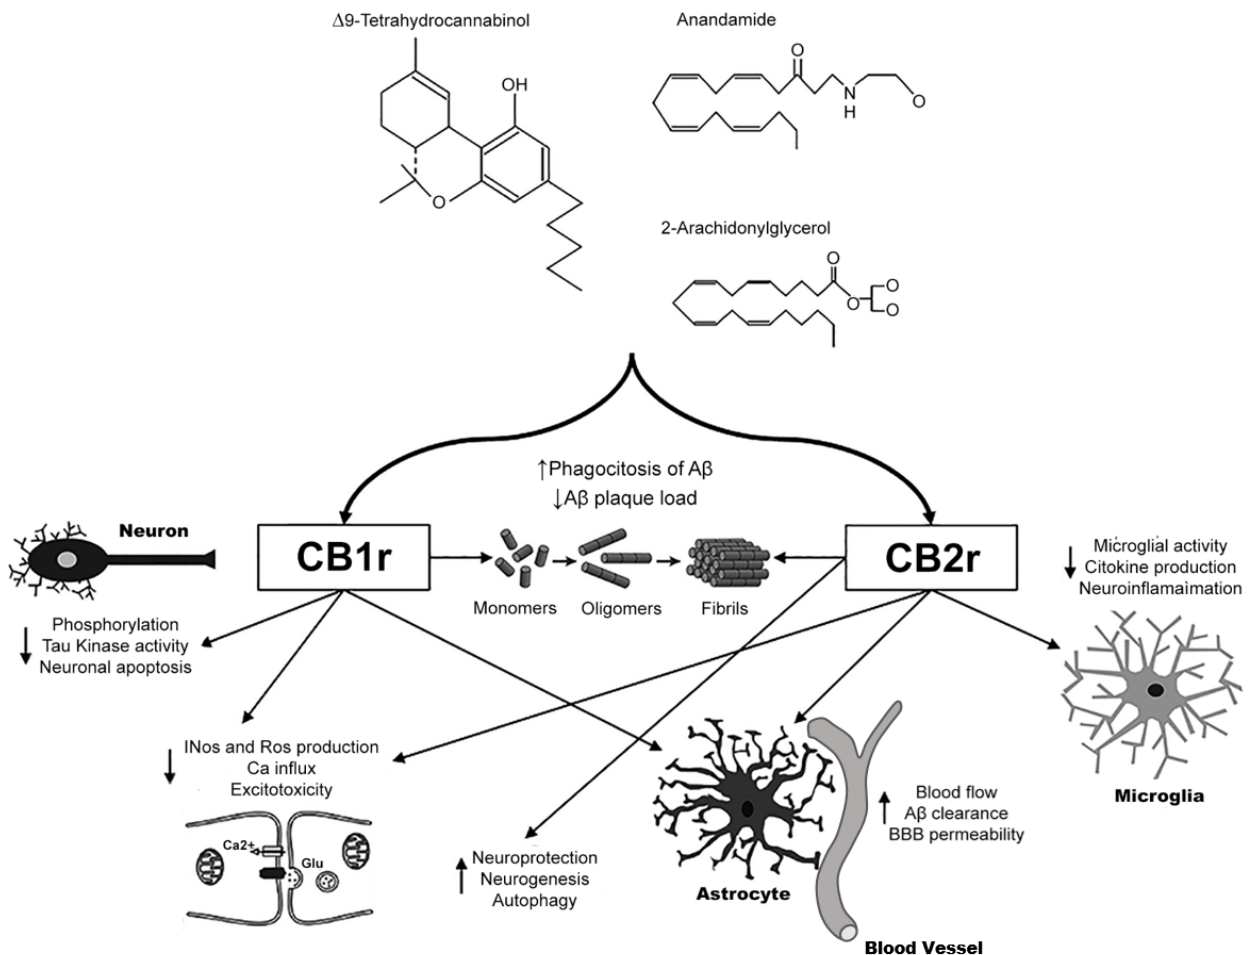 Δ9-Tetrahydrocannabinol
Anandamide
OH
O
O
N
H
O
2-Arachidonylglycerol
O
O
O
O
↑Phagocitosis of Aβ
↓Aβ plaque load
Neuron
CB1r
CB2r
Monomers
Oligomers
Fibrils
↓ Microglial activity
Citokine production
Neuroinflamaimation
↓ Phosphorylation
Tau Kinase activity
Neuronal apoptosis
↓ INos and Ros production
Ca influx
Excitotoxicity
Ca2+
Glu
↑ Neuroprotection
Neurogenesis
Autophagy
Astrocyte
↑ Blood flow
Aβ clearance
BBB permeability
Blood Vessel
Microglia